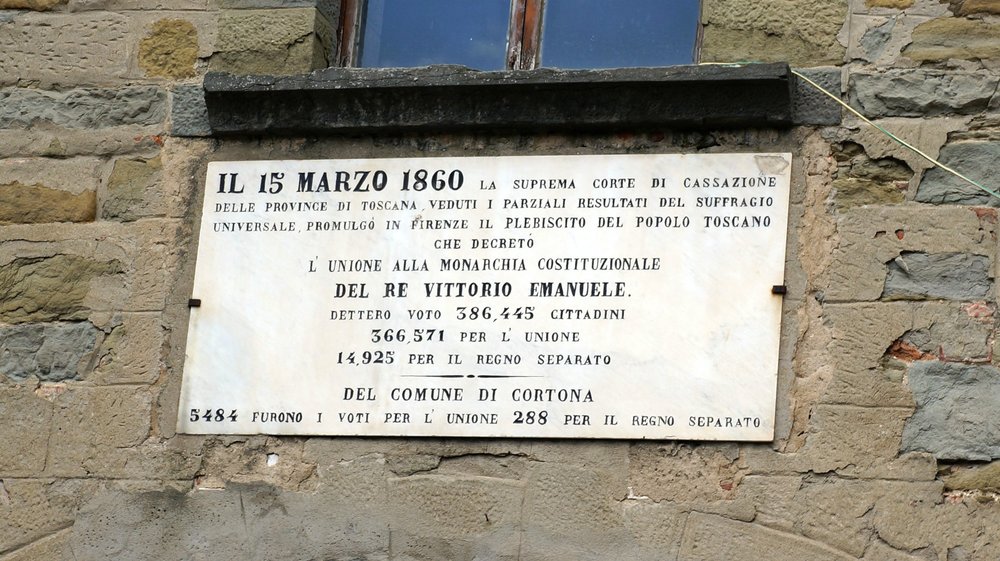 IL 15 MARZO 1860 LA SUPREMA CORTE DI CASSAZIONE
DELLE PROVINCE DI TOSCANA, VEDUTI I PARZIALI RESULTATI DEL SUFFRAGIO
UNIVERSALE, PROMULGÓ IN FIRENZE IL PLEBISCITO DEL POPOLO TOSCANO
CHE DECRETÓ
L' UNIONE ALLA MONARCHIA COSTITUZIONALE
DEL RE VITTORIO EMANUELE.
DETTERO VOTO 386,445 CITTADINI
366,571 PER L' UNIONE
14,925 PER IL REGNO SEPARATO
DEL COMUNE DI CORTONA
5484 FURONO I VOTI PER L' UNIONE 288 PER IL REGNO SEPARATO